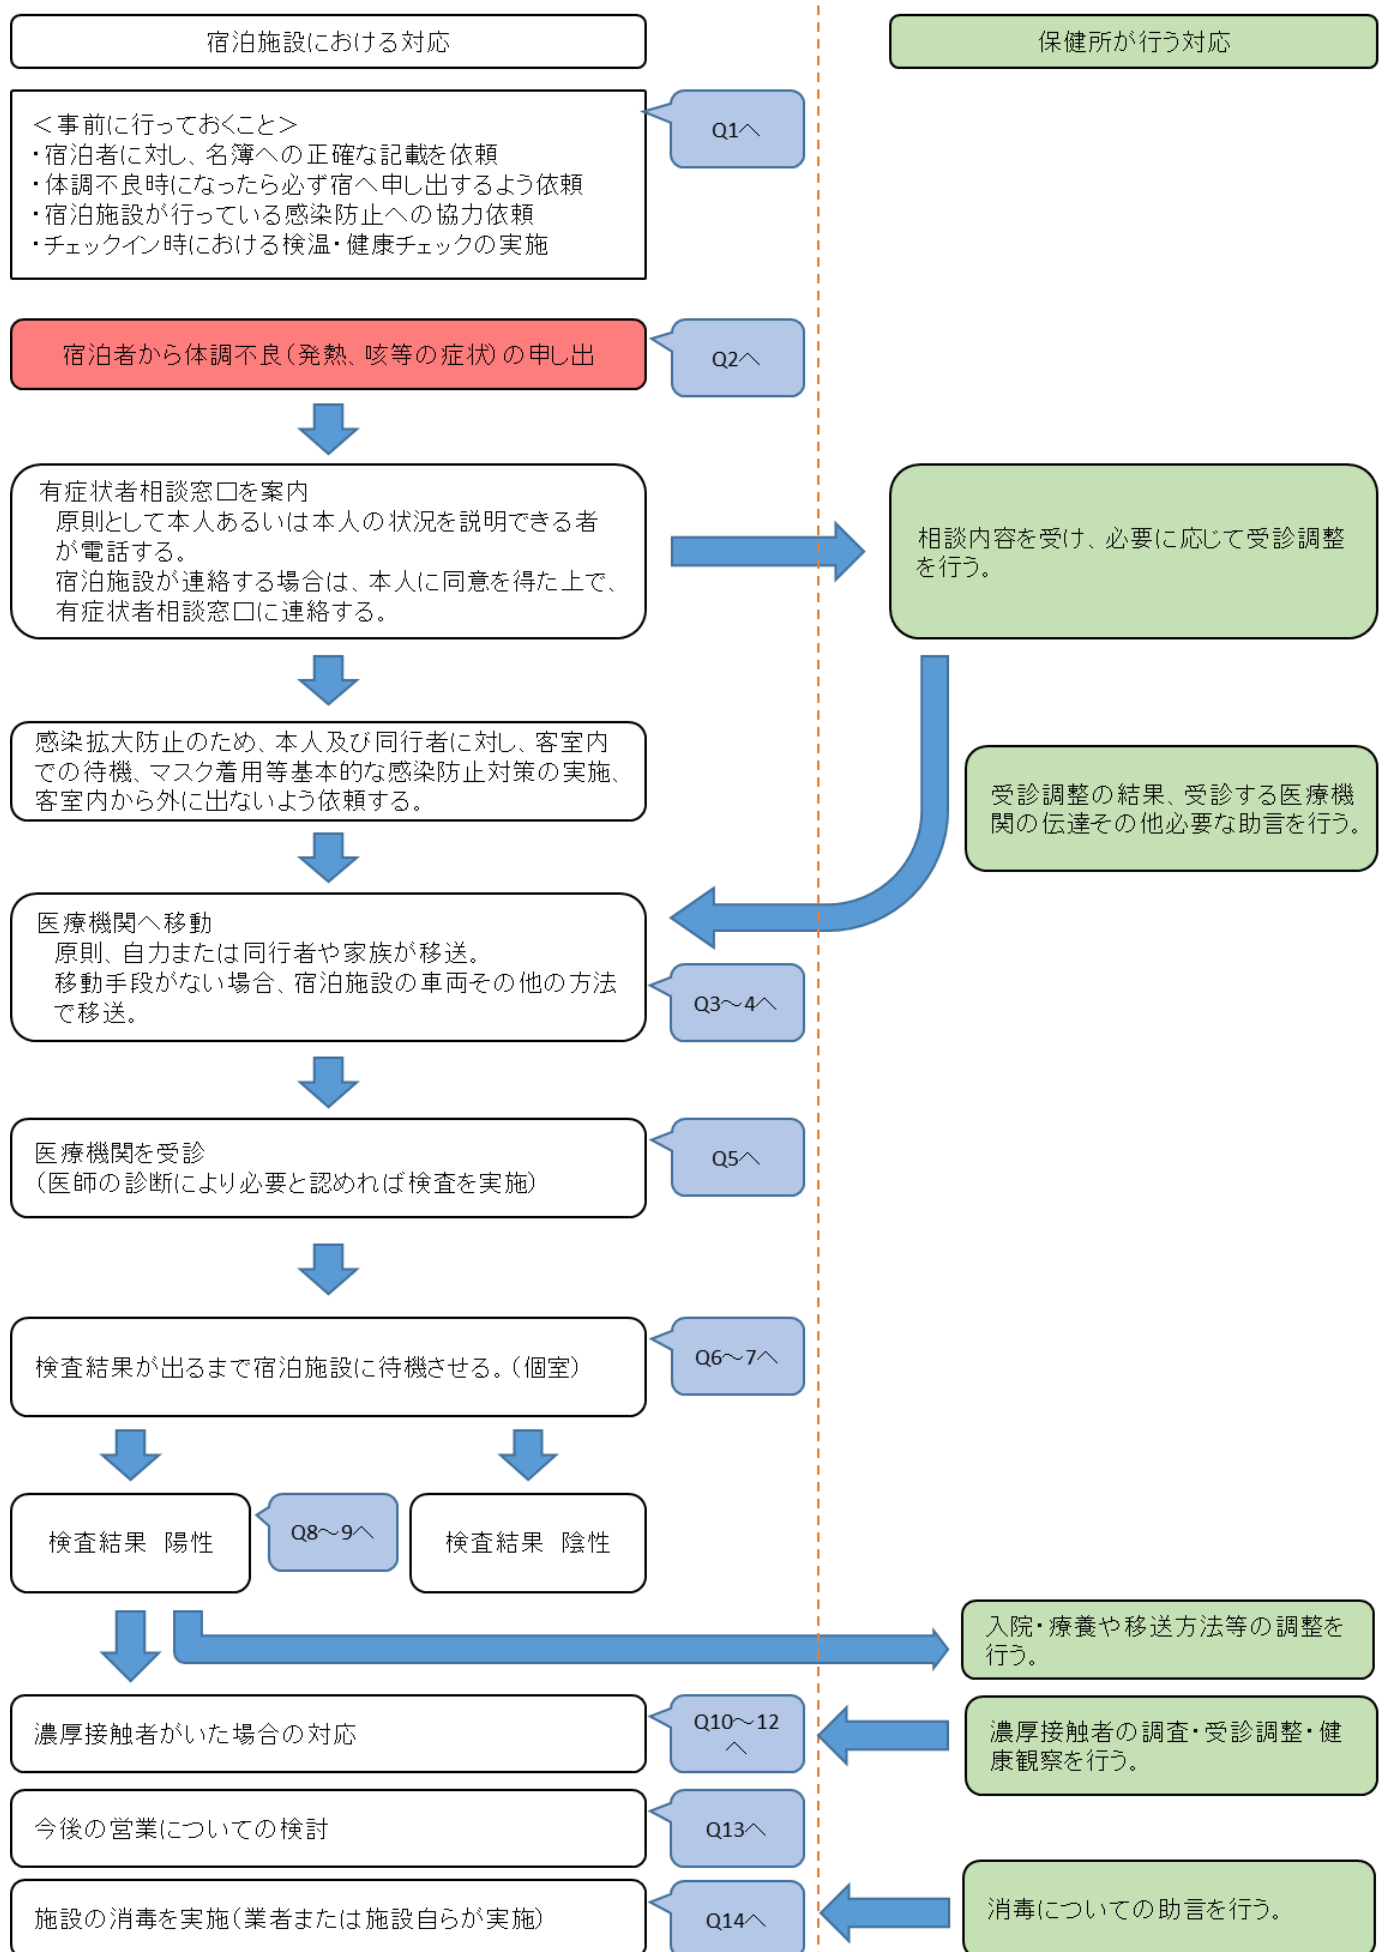 宿泊施設における対応
保健所が行う対応
＜事前に行っておくこと＞
・宿泊者に対し、名簿への正確な記載を依頼
・体調不良時になったら必ず宿へ申し出するよう依頼
・宿泊施設が行っている感染防止への協力依頼
・チェックイン時における検温・健康チェックの実施
Q1へ
宿泊者から体調不良（発熱、咳等の症状）の申し出
Q2へ
有症状者相談窓口を案内
原則として本人あるいは本人の状況を説明できる者
が電話する。
宿泊施設が連絡する場合は、本人に同意を得た上で、
有症状者相談窓口に連絡する。
相談内容を受け、必要に応じて受診調整
を行う。
感染拡大防止のため、本人及び同行者に対し、客室内
での待機、マスク着用等基本的な感染防止対策の実施、
客室内から外に出ないよう依頼する。
受診調整の結果、受診する医療機
関の伝達その他必要な助言を行う。
医療機関へ移動
原則、自力または同行者や家族が移送。
移動手段がない場合、宿泊施設の車両その他の方法
で移送。
Q3～4へ
医療機関を受診
（医師の診断により必要と認めれば検査を実施）
Q5へ
検査結果が出るまで宿泊施設に待機させる。（個室）
Q6～7へ
検査結果　陽性
Q8～9へ
検査結果　陰性
入院・療養や移送方法等の調整を
行う。
濃厚接触者がいた場合の対応
Q10～12
へ
濃厚接触者の調査・受診調整・健
康観察を行う。
今後の営業についての検討
Q13へ
施設の消毒を実施（業者または施設自らが実施）
Q14へ
消毒についての助言を行う。